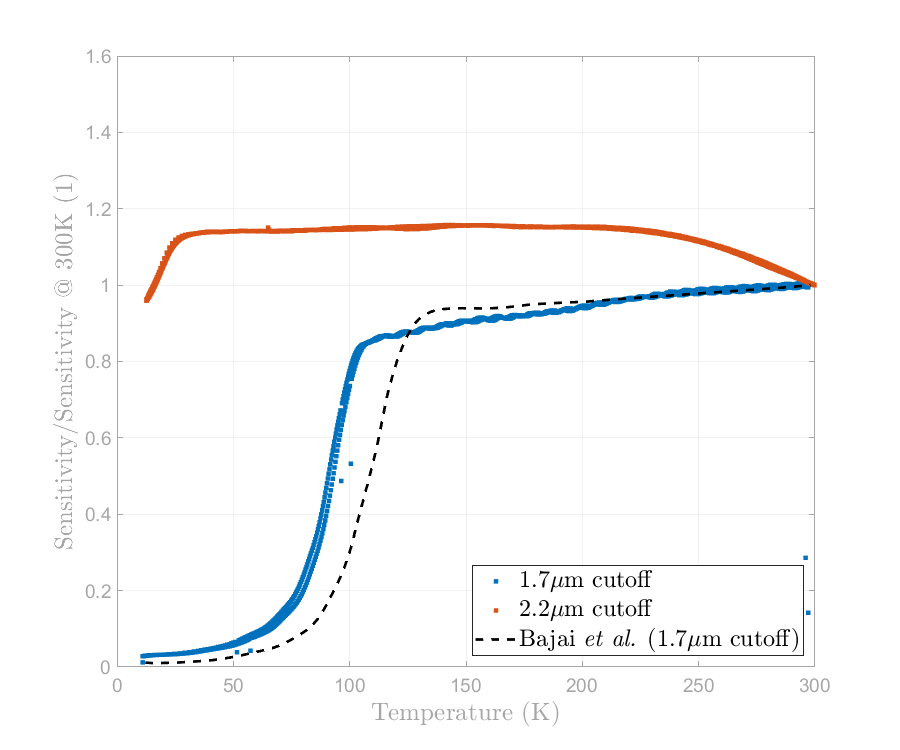 1.6
1.4
1.2
1
0.8
0.6
0.4
0.2
0
Sensitivity/Sensitivity @ 300K (1)
1.7μm cutoff
2.2μm cutoff
Bajai et al. (1.7μm cutoff)
0 50 100 150 200 250 300
Temperature (K)